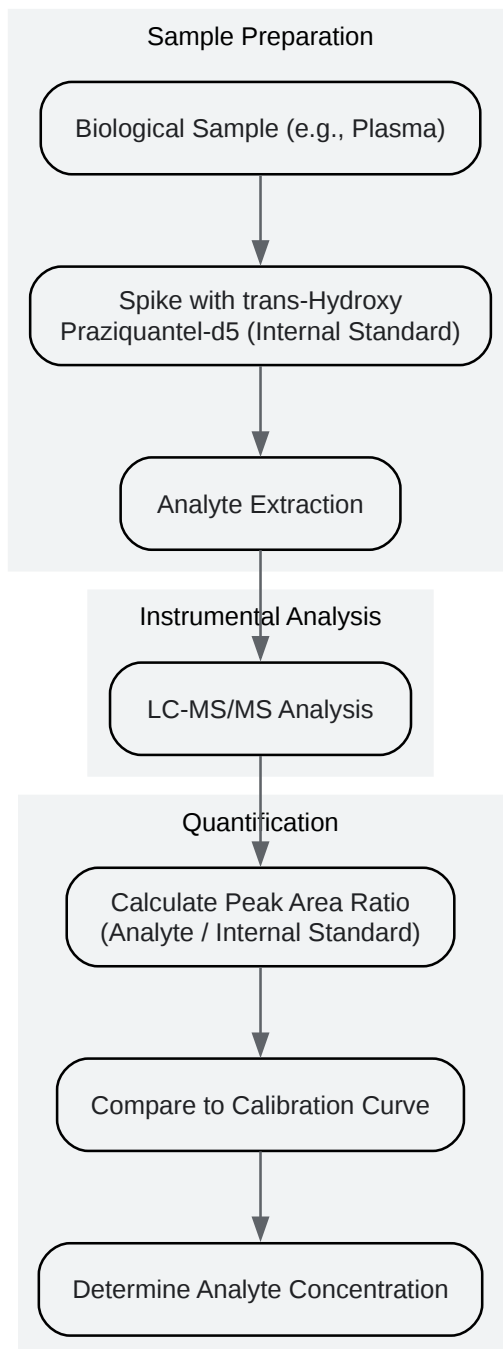 Sample Preparation
Biological Sample (e.g., Plasma)
Spike with trans-Hydroxy
Praziquantel-d5 (Internal Standard)
Analyte Extraction
Instrumental Analysis
LC-MS/MS Analysis
Quantification
Calculate Peak Area Ratio
(Analyte / Internal Standard)
Compare to Calibration Curve
Determine Analyte Concentration